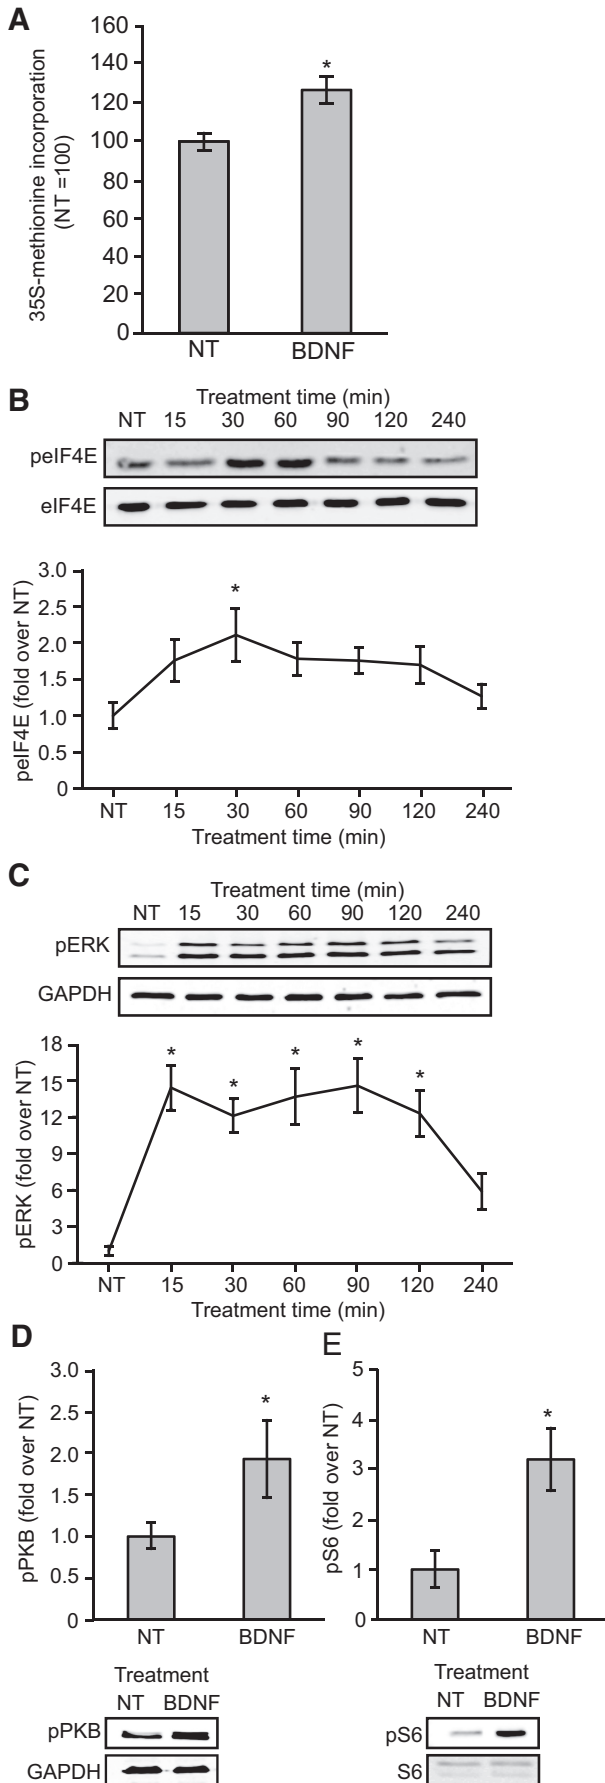 A
35S-methionine incorporation
(NT =100)
160
140
120
100
80
60
40
20
0
*
NT BDNF
B
Treatment time (min)
NT 15 30 60 90 120 240
peIF4E
eIF4E
peIF4E (fold over NT)
3.0
2.5
2.0
1.5
1.0
0.5
0
*
NT 15 30 60 90 120 240
Treatment time (min)
C
Treatment time (min)
NT 15 30 60 90 120 240
pERK
GAPDH
pERK (fold over NT)
18
15
12
9
6
3
0
* * * * *
NT 15 30 60 90 120 240
Treatment time (min)
D
pPKB (fold over NT)
3.0
2.5
2.0
1.5
1.0
0.5
0
*
NT BDNF
Treatment
NT BDNF
pPKB
GAPDH
E
pS6 (fold over NT)
5
4
3
2
1
0
*
NT BDNF
Treatment
NT BDNF
pS6
S6